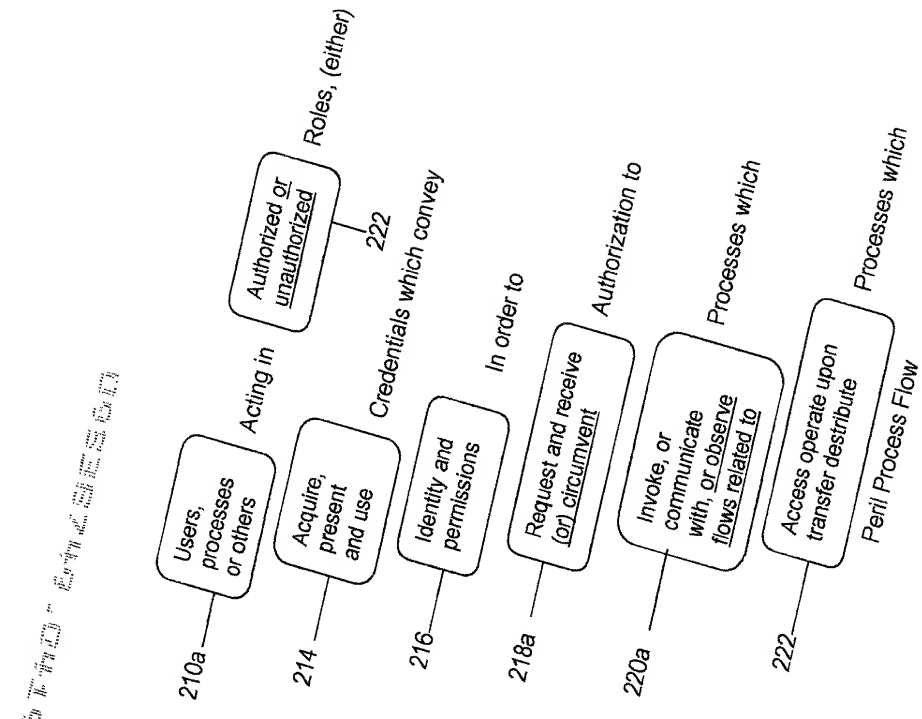 Users,
processes
or others
210a
Acting in
Authorized or
unauthorized
222
Roles, (either)
Acquire,
present
and use
214
Credentials which convey
Identity and
permissions
216
In order to
Request and receive
(or) circumvent
218a
Authorization to
Invoke, or
communicate
with, or observe
flows related to
220a
Processes which
Access operate upon
transfer destribute
222
Processes which
Peril Process Flow